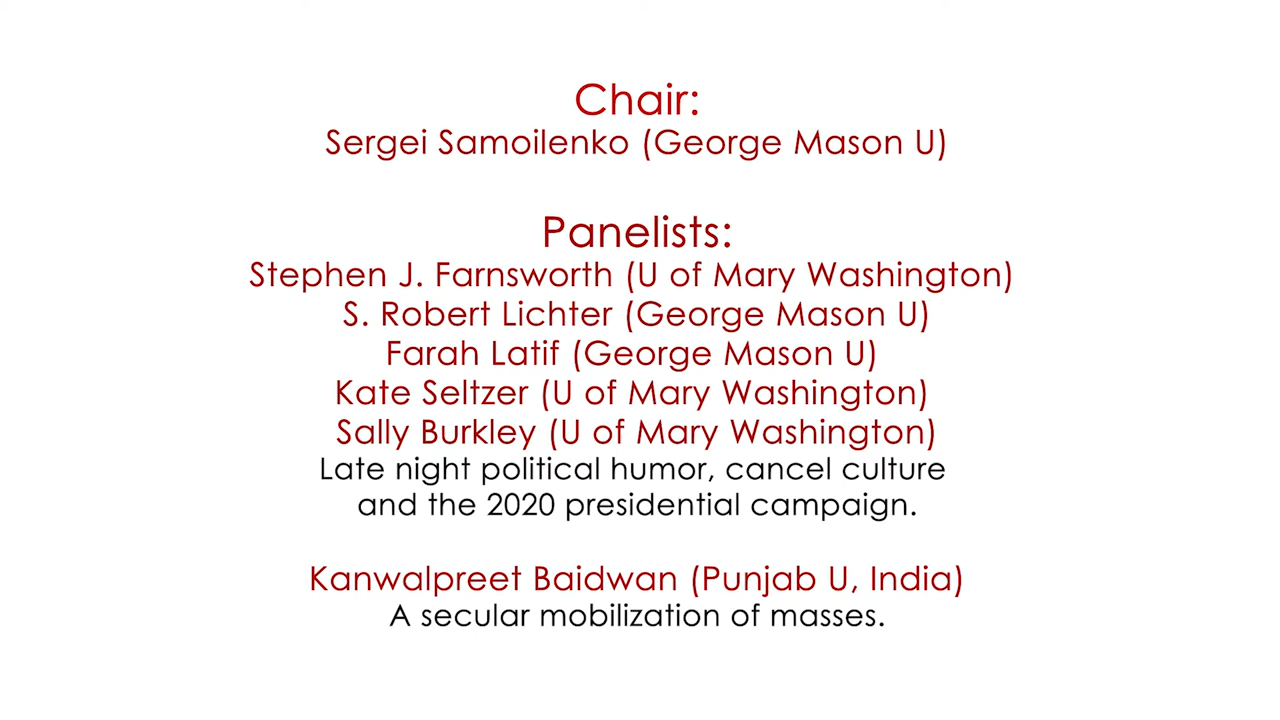 Chair:
Sergei Samoilenko (George Mason U)
Panelists:
Stephen J. Farnsworth (U of Mary Washington)
S. Robert Lichter (George Mason U)
Farah Latif (George Mason U)
Kate Seltzer (U of Mary Washington)
Sally Burkley (U of Mary Washington)
Late night political humor, cancel culture
and the 2020 presidential campaign.
Kanwalpreet Baidwan (Punjab U, India)
A secular mobilization of masses.